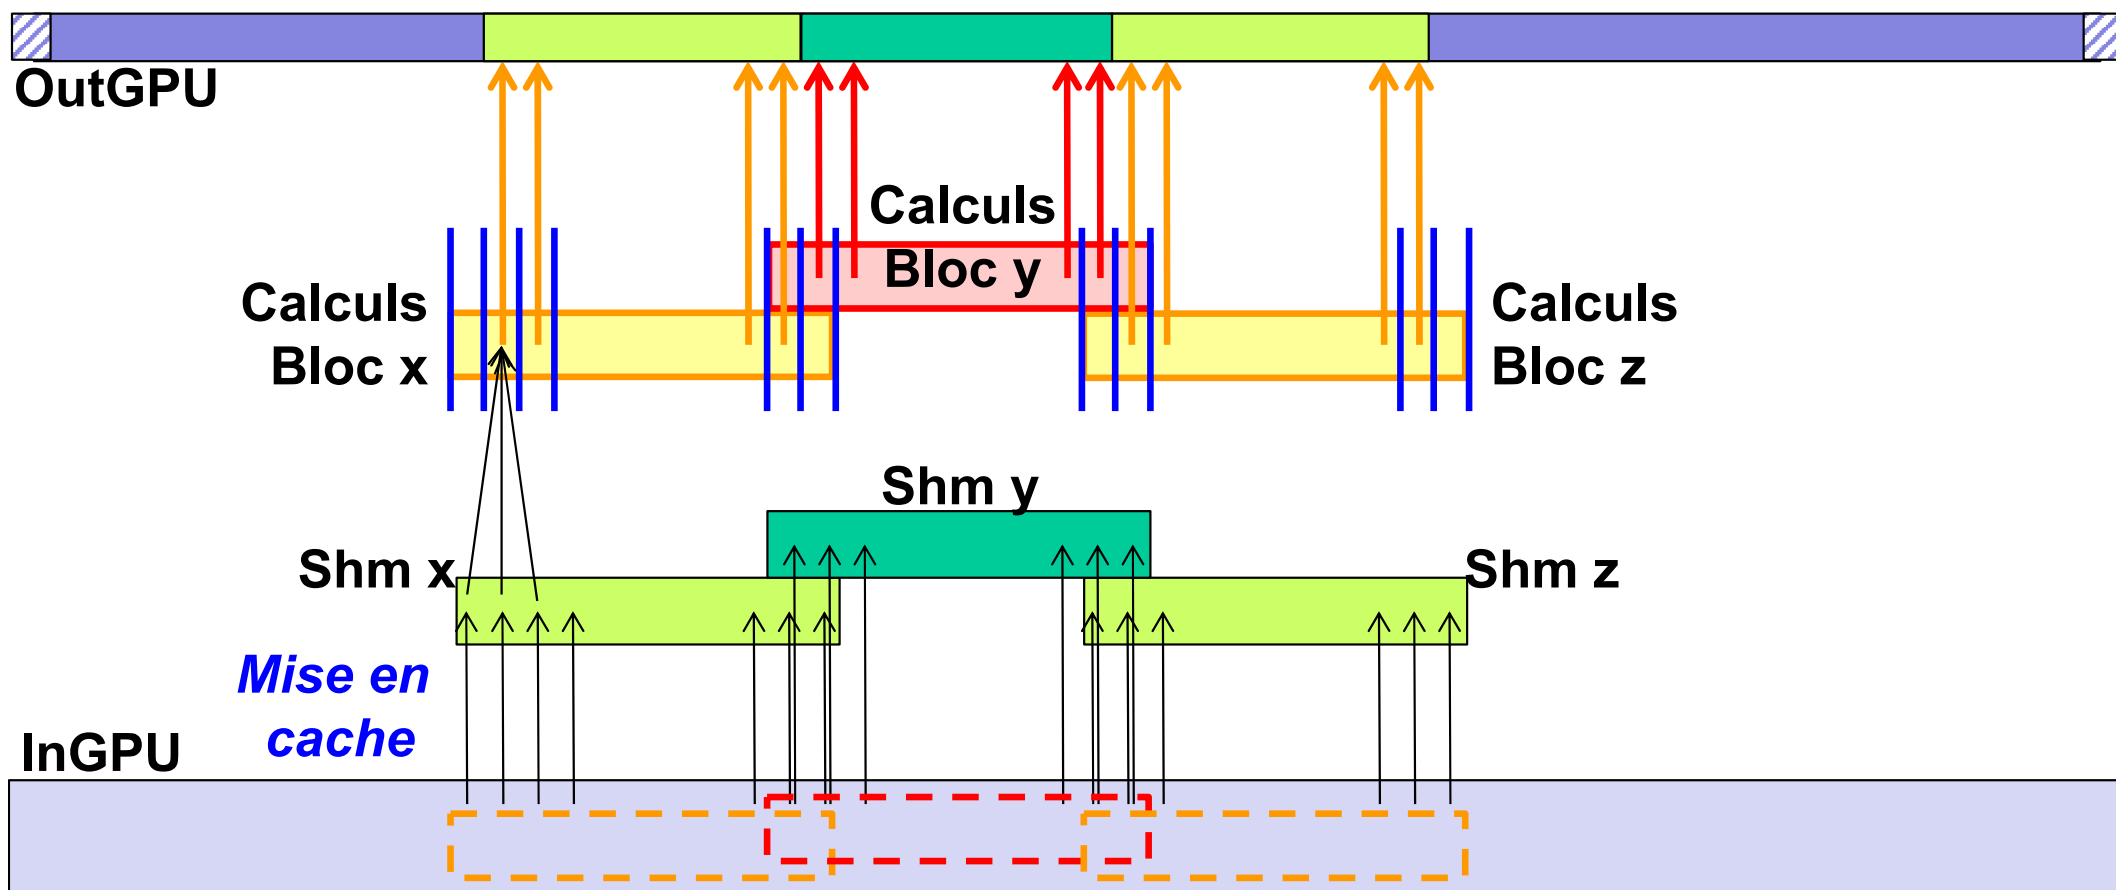 OutGPU
Calculs
Bloc y
Calculs
Bloc x
Calculs
Bloc z
Shm y
Shm x
Shm z
Mise en
cache
InGPU